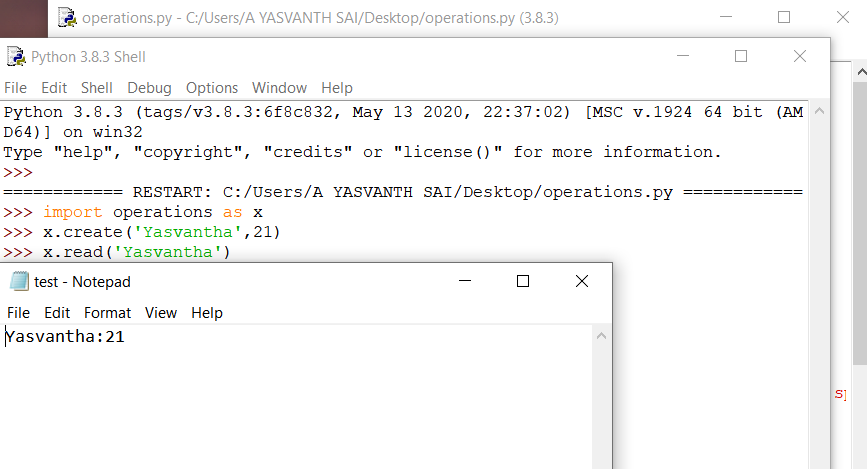 operations.py - C:/Users/A YASVANTH SAI/Desktop/operations.py (3.8.3)
Python 3.8.3 Shell
File Edit Shell Debug Options Window Help
Python 3.8.3 (tags/v3.8.3:6f8c832, May 13 2020, 22:37:02) [MSC v.1924 64 bit (AM
D64)] on win32
Type "help", "copyright", "credits" or "license()" for more information.
>>>
============ RESTART: C:/Users/A YASVANTH SAI/Desktop/operations.py ============
>>> import operations as x
>>> x.create('Yasvantha',21)
>>> x.read('Yasvantha')
test - Notepad
File Edit Format View Help
Yasvantha:21